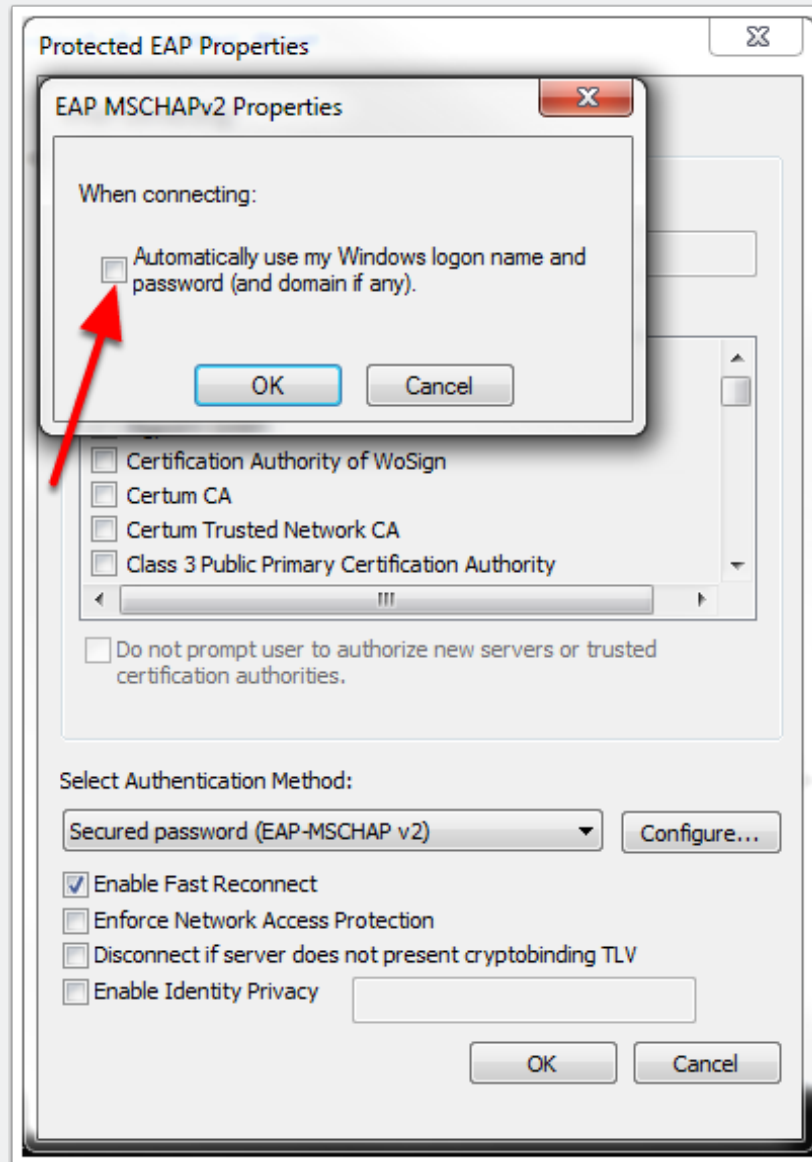 Protected EAP Properties
EAP MSCHAPv2 Properties
When connecting:
Automatically use my Windows logon name and
password (and domain if any).
OK
Cancel
Certification Authority of WoSign
Certum CA
Certum Trusted Network CA
Class 3 Public Primary Certification Authority
Do not prompt user to authorize new servers or trusted
certification authorities.
Select Authentication Method:
Secured password (EAP-MSCHAP v2)
Configure...
Enable Fast Reconnect
Enforce Network Access Protection
Disconnect if server does not present cryptobinding TLV
Enable Identity Privacy
OK
Cancel